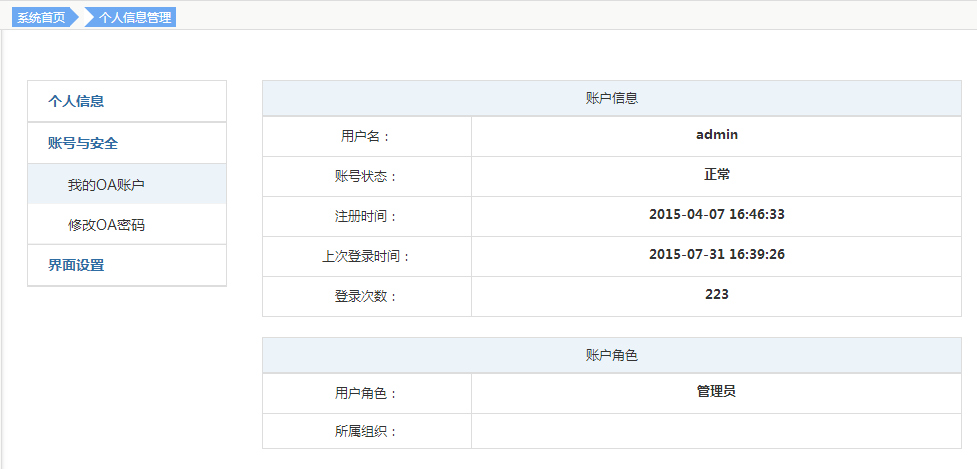 系统首页 个人信息管理
个人信息
账号与安全
我的OA账户
修改OA密码
界面设置
账户信息
用户名： admin
账号状态： 正常
注册时间： 2015-04-07 16:46:33
上次登录时间： 2015-07-31 16:39:26
登录次数： 223
账户角色
用户角色： 管理员
所属组织：